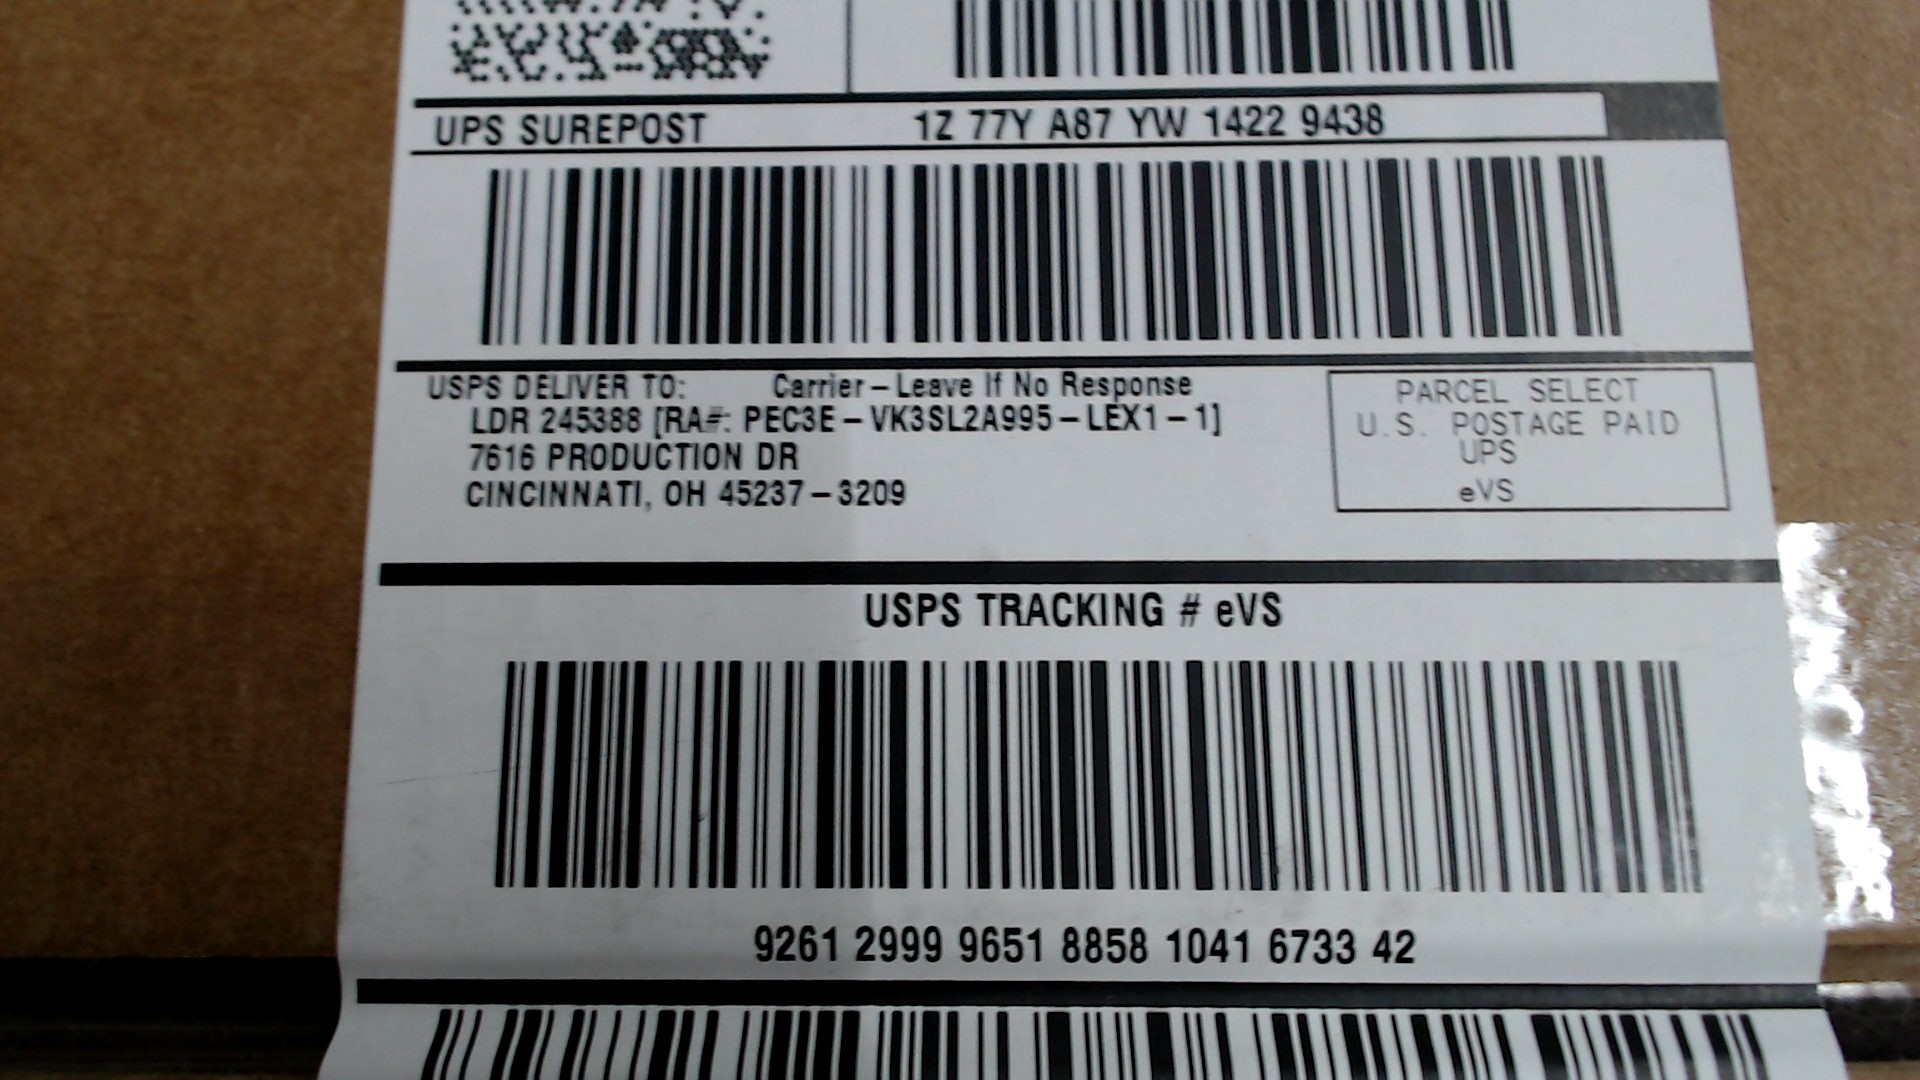 UPS SUREPOST 1Z 77Y A87 YW 1422 9438
USPS DELIVER TO: Carrier – Leave If No Response
LDR 245388 [RA#: PEC3E – VK3SL2A995 – LEX1 – 1]
7616 PRODUCTION DR
CINCINNATI, OH 45237 – 3209
PARCEL SELECT
U.S. POSTAGE PAID
UPS
eVS
USPS TRACKING # eVS
9261 2999 9651 8858 1041 6733 42